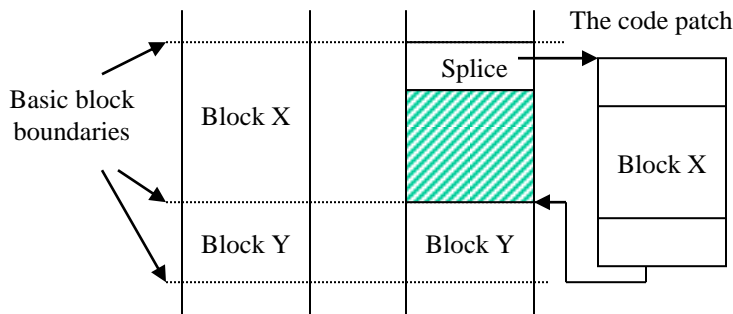 The code patch
Splice
Basic block
boundaries
Block X
Block X
Block Y
Block Y